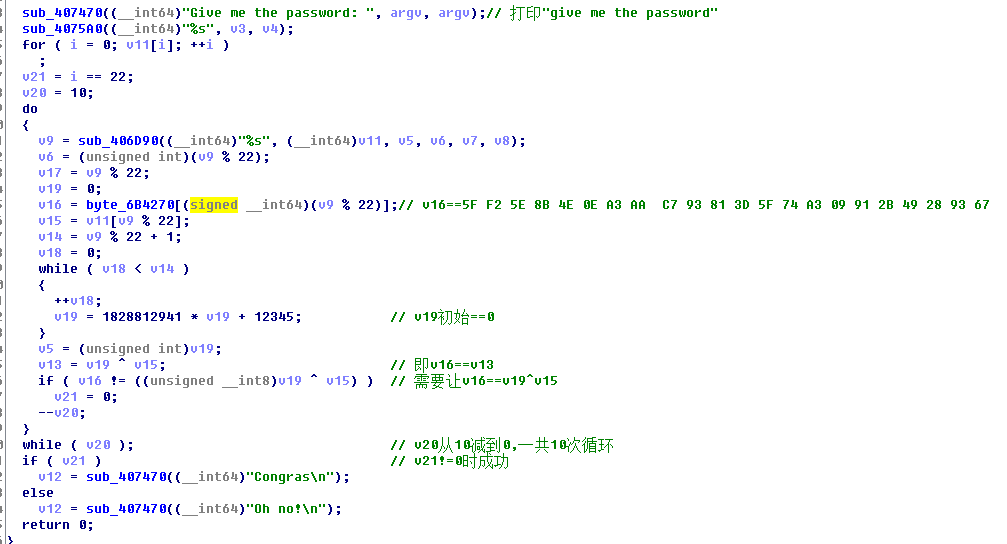 sub_407470((__int64)"Give me the password: ", argv, argv);// 打印"give me the password"
sub_4075A0((__int64)"%s", v3, v4);
for ( i = 0; v11[i]; ++i )
;
v21 = i == 22;
v20 = 10;
do
{
v9 = sub_406D90((__int64)"%s", (__int64)v11, v5, v6, v7, v8);
v6 = (unsigned int)(v9 % 22);
v17 = v9 % 22;
v19 = 0;
v16 = byte_6B4270[(signed __int64)(v9 % 22)];// v16==5F F2 5E 8B 4E 0E A3 AA  C7 93 81 3D 5F 74 A3 09 91 2B 49 28 93 67
v15 = v11[v9 % 22];
v14 = v9 % 22 + 1;
v18 = 0;
while ( v18 < v14 )
{
++v18;
v19 = 1828812941 * v19 + 12345; // v19初始==0
}
v5 = (unsigned int)v19;
v13 = v19 ^ v15; // 即v16==v13
if ( v16 != ((unsigned __int8)v19 ^ v15) ) // 需要让v16==v19^v15
v21 = 0;
--v20;
}
while ( v20 ); // v20从10减到0,一共10次循环
if ( v21 ) // v21!=0时成功
v12 = sub_407470((__int64)"Congras\n");
else
v12 = sub_407470((__int64)"Oh no!\n");
return 0;
}